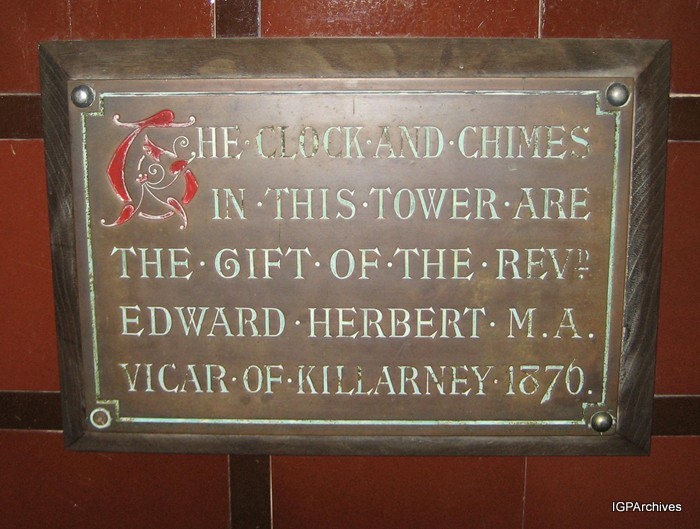 THE·CLOCK·AND·CHIMES
IN·THIS·TOWER·ARE
THE·GIFT·OF·THE·REVD
EDWARD·HERBERT·M.A.
VICAR·OF·KILLARNEY·1876.
IGPArchives